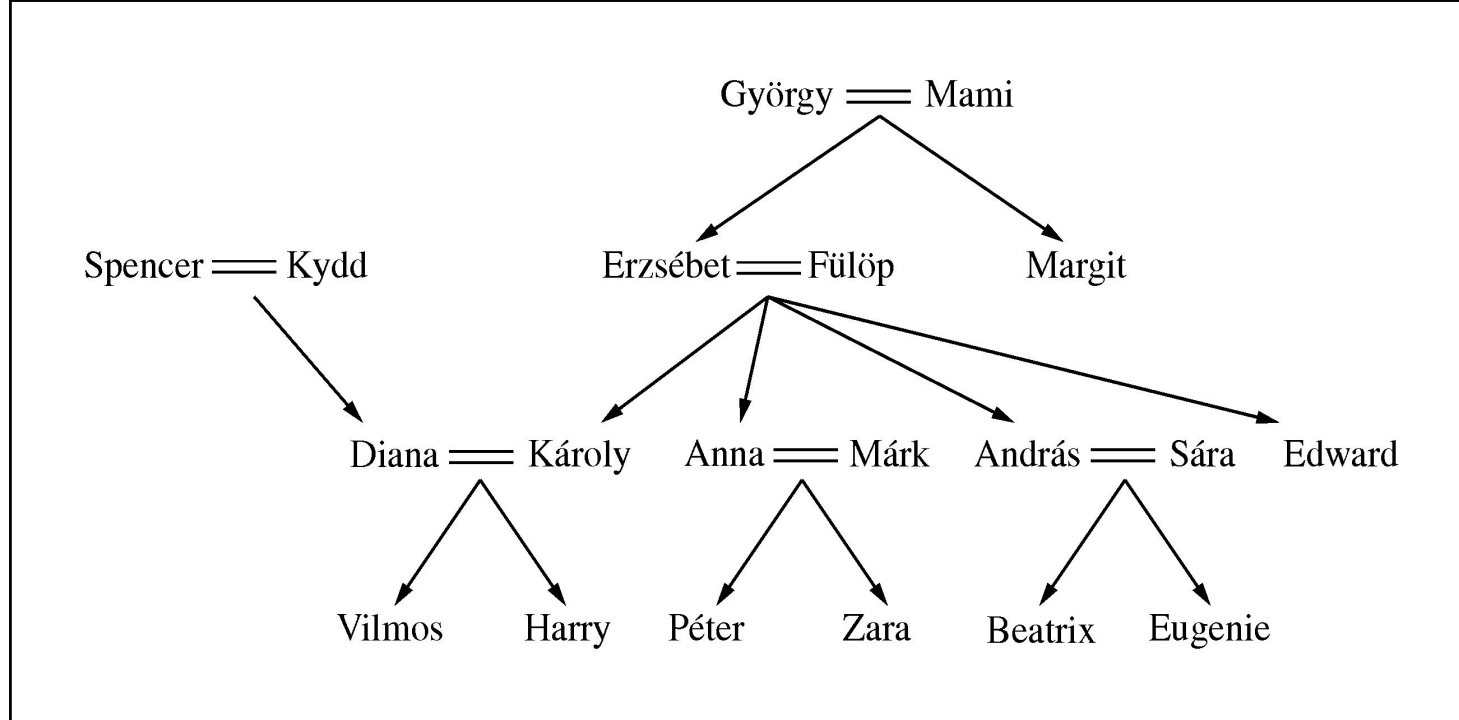 György Mami
Spencer Kydd Erzsébet Fülöp Margit
Diana Károly Anna Márk András Sára Edward
Vilmos Harry Péter Zara Beatrix Eugenie